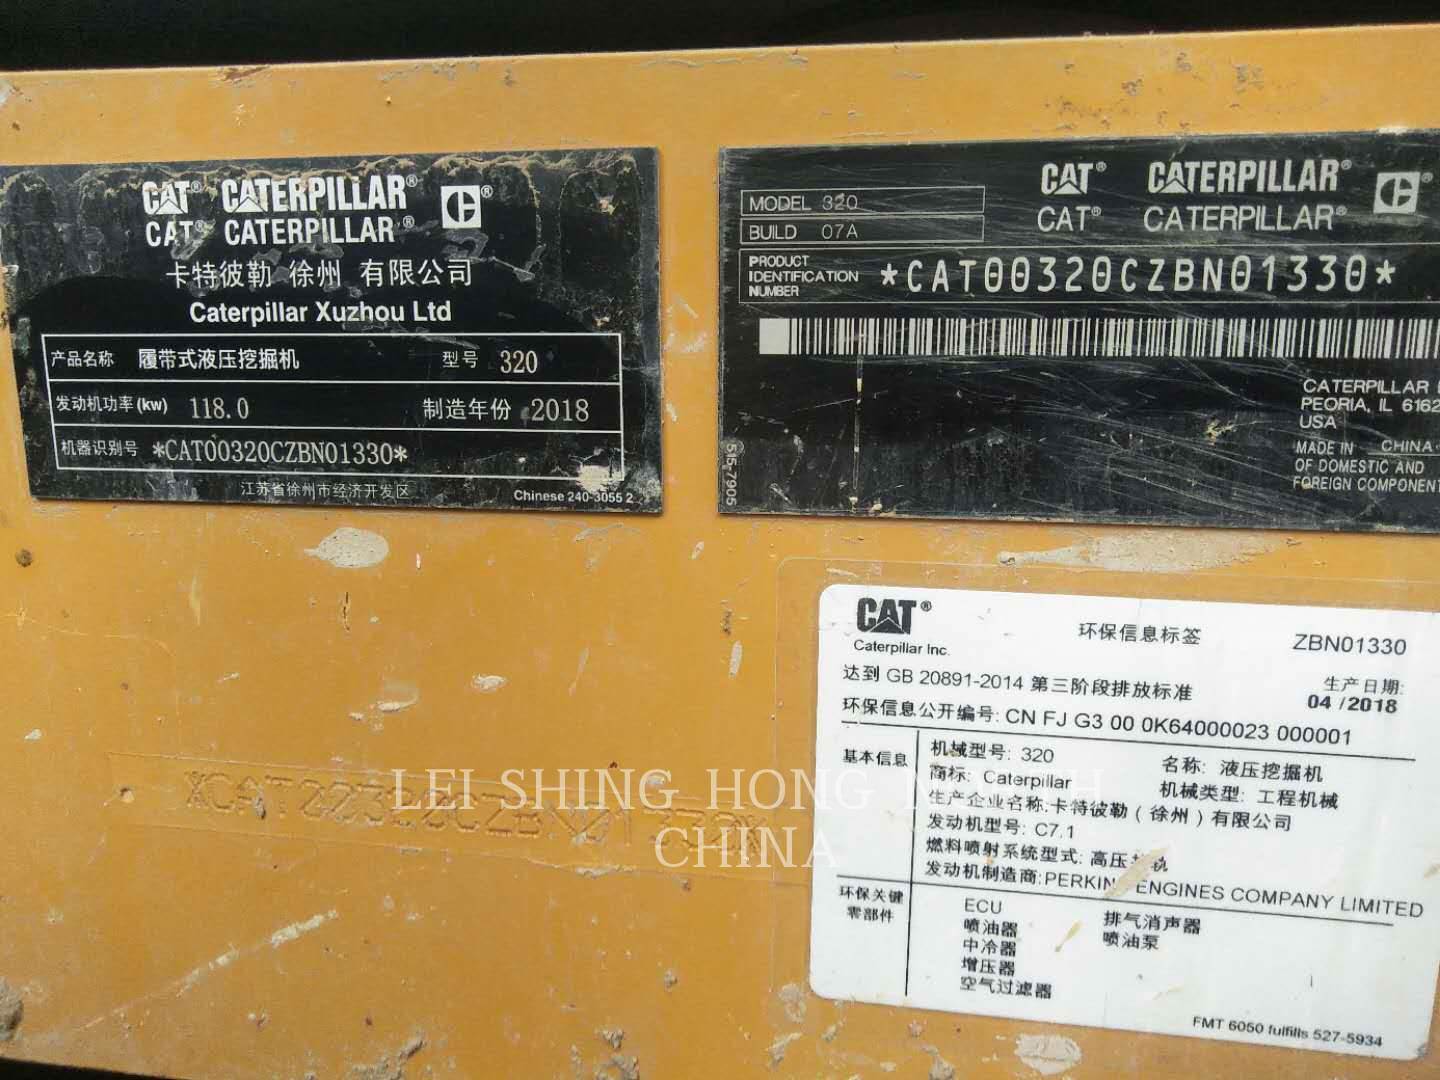 CAT® CATERPILLAR®
CAT® CATERPILLAR®
卡特彼勒 徐州 有限公司
Caterpillar Xuzhou Ltd
产品名称 履带式液压挖掘机 型号 320
发动机功率(kw) 118.0 制造年份 2018
机器识别号 *CAT00320CZBN01330*
江苏省徐州市经济开发区 Chinese 240-3055 2
MODEL 320
BUILD 07A
CAT® CATERPILLAR®
CAT® CATERPILLAR®
PRODUCT IDENTIFICATION NUMBER *CAT00320CZBN01330*
CATERPILLAR
PEORIA, IL
USA
MADE IN CHINA
OF DOMESTIC AND
FOREIGN
515-7905
CAT® 环保信息标签 ZBN01330
Caterpillar Inc.
达到 GB 20891-2014 第三阶段排放标准 生产日期:
04 /2018
环保信息公开编号: CN FJ G3 00 0K64000023 000001
基本信息
机械型号: 320 名称: 液压挖掘机
商标: Caterpillar 机械类型: 工程机械
生产企业名称:卡特彼勒(徐州)有限公司
发动机型号: C7.1
燃料喷射系统型式: 高压 轨
发动机制造商: ENGINES COMPANY LIMITED
环保关键
零部件
ECU 排气消声器
喷油器 喷油泵
中冷器
增压器
空气过滤器
FMT 6050 fulfills 527-5934
LEI SHING HONG NORTH
CHINA